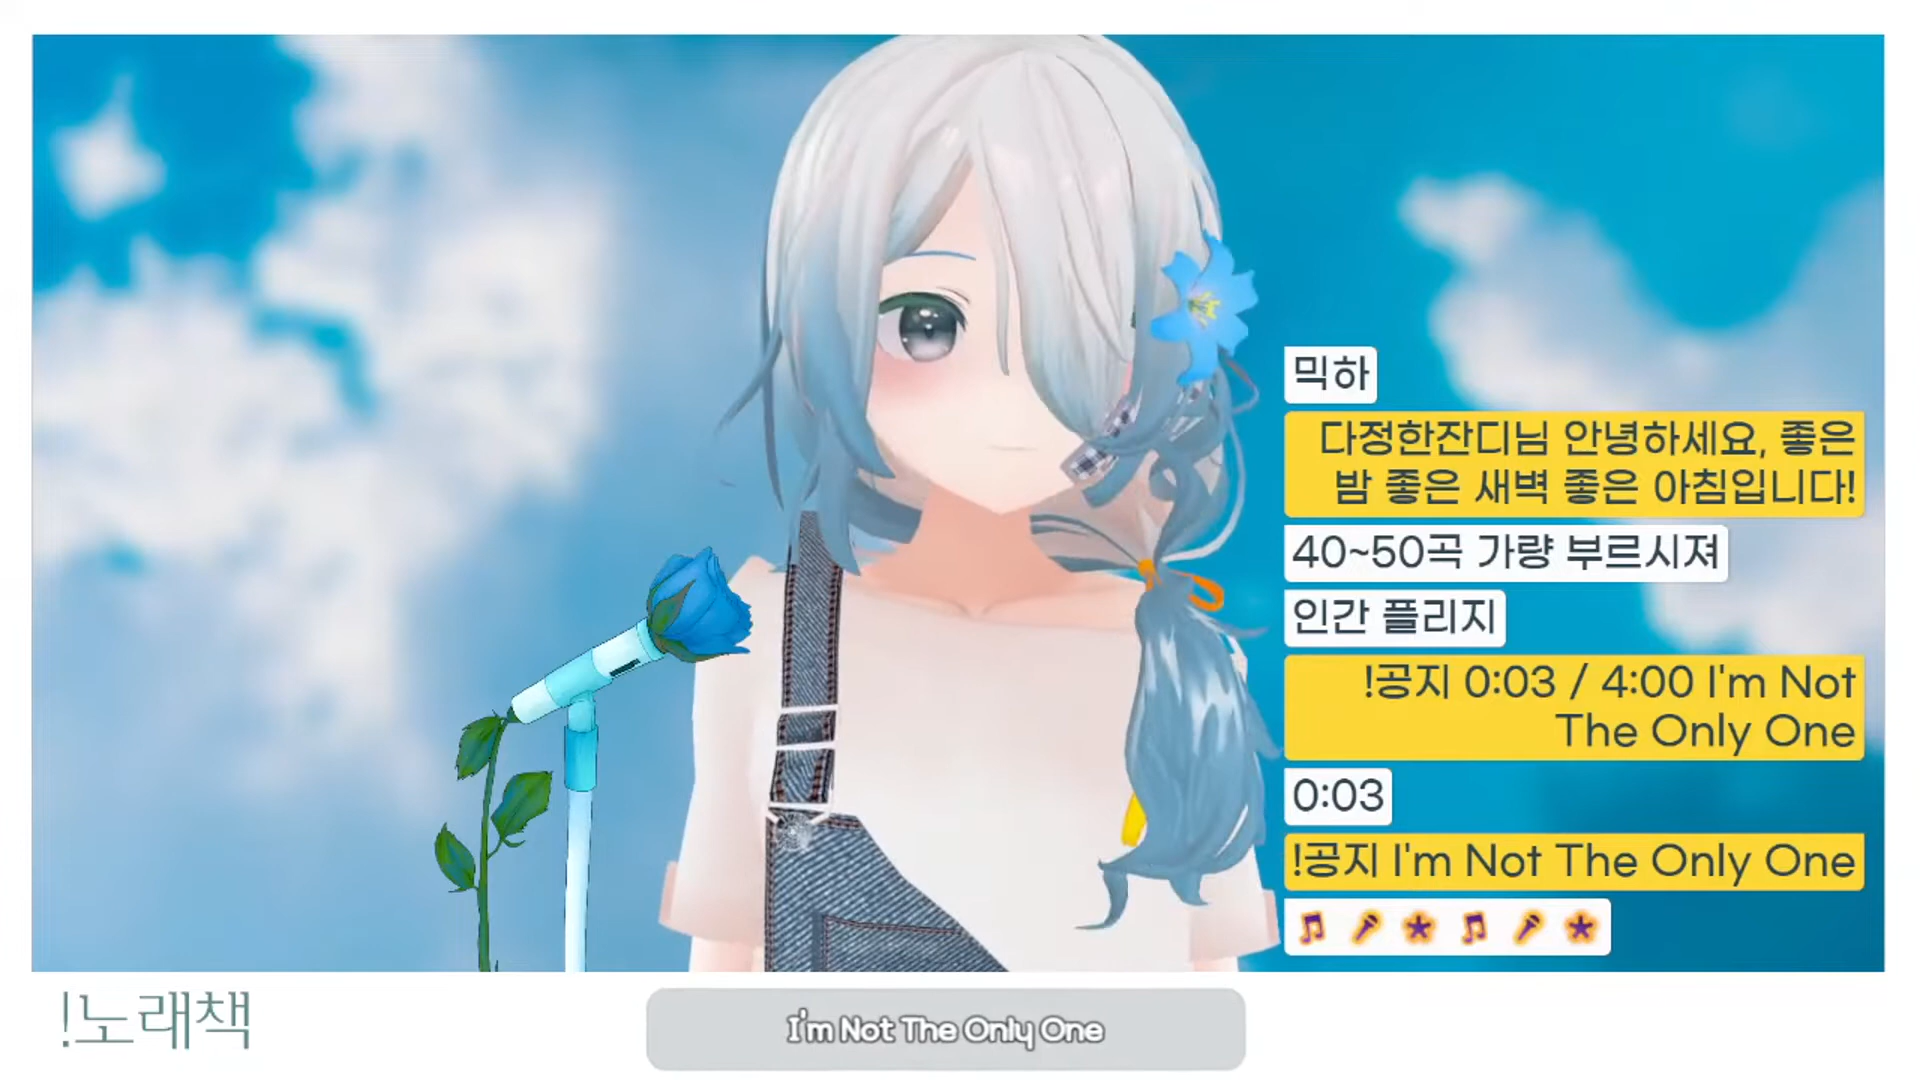 믹하
다정한잔디님 안녕하세요, 좋은
밤 좋은 새벽 좋은 아침입니다!
40~50곡 가량 부르시져
인간 플리지
!공지 0:03 / 4:00 I'm Not
The Only One
0:03
!공지 I'm Not The Only One
!노래책
I'm Not The Only One